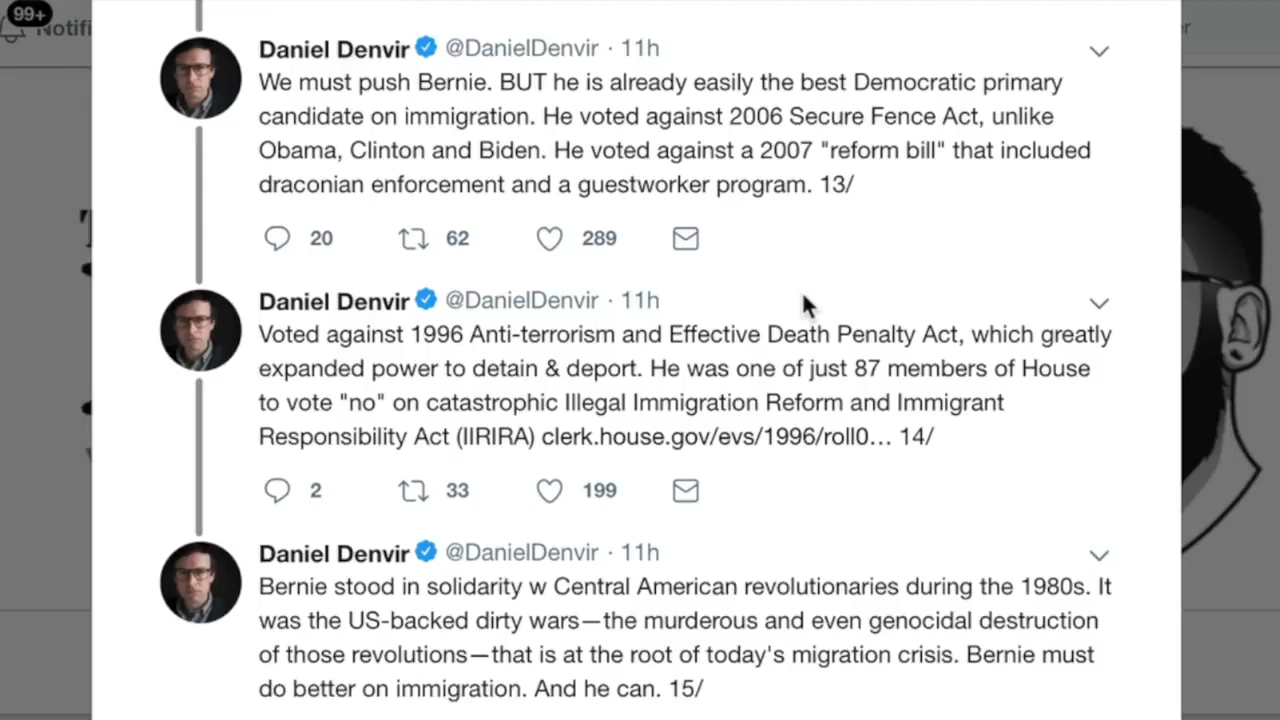 99+
Notifi
Daniel Denvir @DanielDenvir · 11h
We must push Bernie. BUT he is already easily the best Democratic primary
candidate on immigration. He voted against 2006 Secure Fence Act, unlike
Obama, Clinton and Biden. He voted against a 2007 "reform bill" that included
draconian enforcement and a guestworker program. 13/
20 62 289
Daniel Denvir @DanielDenvir · 11h
Voted against 1996 Anti-terrorism and Effective Death Penalty Act, which greatly
expanded power to detain & deport. He was one of just 87 members of House
to vote "no" on catastrophic Illegal Immigration Reform and Immigrant
Responsibility Act (IIRIRA) clerk.house.gov/evs/1996/roll0… 14/
2 33 199
Daniel Denvir @DanielDenvir · 11h
Bernie stood in solidarity w Central American revolutionaries during the 1980s. It
was the US-backed dirty wars—the murderous and even genocidal destruction
of those revolutions—that is at the root of today's migration crisis. Bernie must
do better on immigration. And he can. 15/